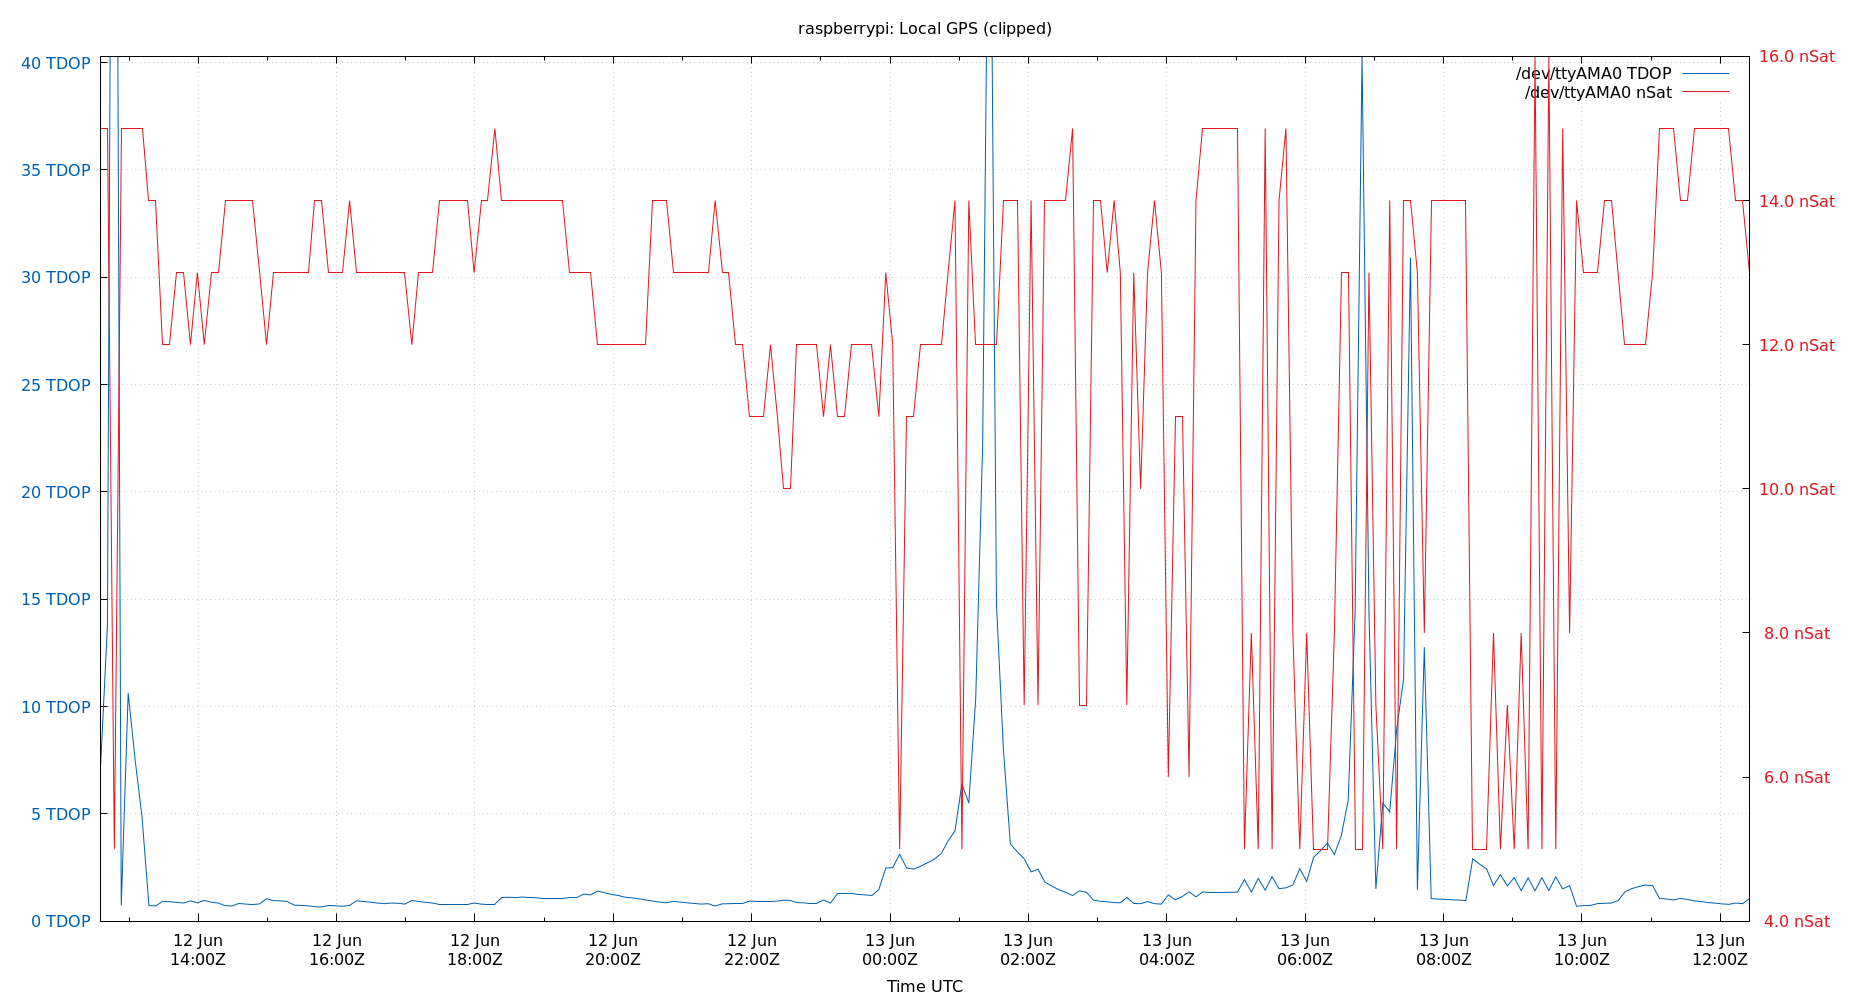 raspberrypi: Local GPS (clipped)
40 TDOP
35 TDOP
30 TDOP
25 TDOP
20 TDOP
15 TDOP
10 TDOP
5 TDOP
0 TDOP
16.0 nSat
14.0 nSat
12.0 nSat
10.0 nSat
8.0 nSat
6.0 nSat
4.0 nSat
/dev/ttyAMA0 TDOP
/dev/ttyAMA0 nSat
12 Jun
14:00Z
12 Jun
16:00Z
12 Jun
18:00Z
12 Jun
20:00Z
12 Jun
22:00Z
13 Jun
00:00Z
13 Jun
02:00Z
13 Jun
04:00Z
13 Jun
06:00Z
13 Jun
08:00Z
13 Jun
10:00Z
13 Jun
12:00Z
Time UTC